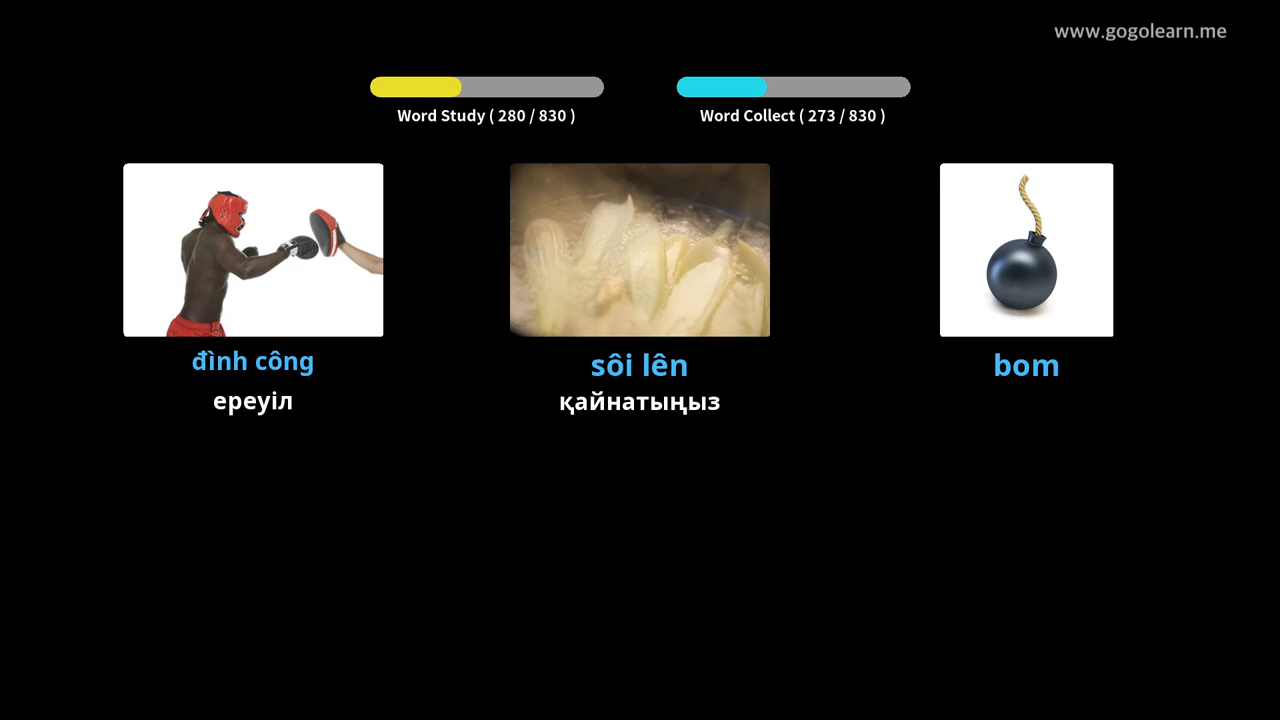 www.gogolearn.me
Word Study ( 280 / 830 )
Word Collect ( 273 / 830 )
đình công
ереуіл
sôi lên
қайнатыңыз
bom